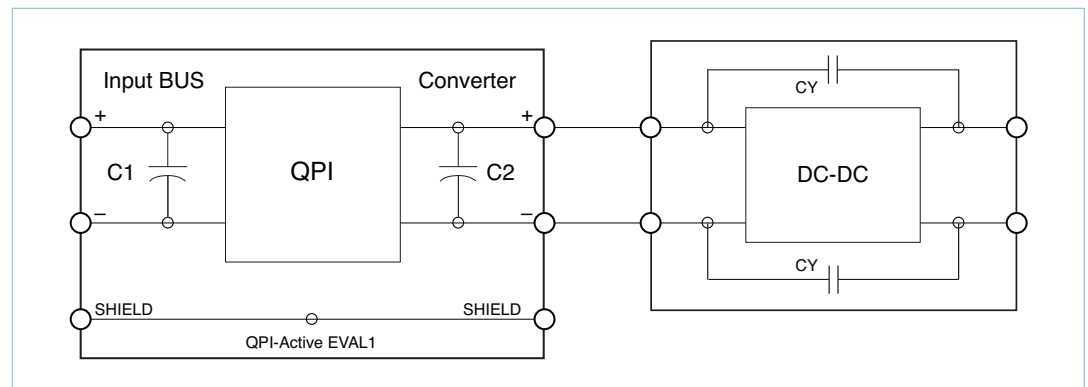 Input BUS
Converter
+
+
C1
QPI
C2
–
–
SHIELD
SHIELD
QPI-Active EVAL1
CY
DC-DC
CY